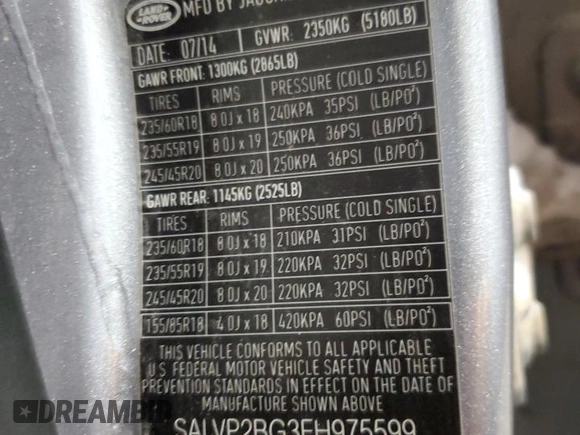 LAND ROVER MFD BY
DATE: 07/14 GVWR: 2350KG (5180LB)
GAWR FRONT: 1300KG (2865LB)
TIRES RIMS PRESSURE (COLD SINGLE)
235/60R18 8.0J x 18 240KPA 35PSI (LB/PO²)
235/55R19 8.0J x 19 250KPA 36PSI (LB/PO²)
245/45R20 8.0J x 20 250KPA 36PSI (LB/PO²)
GAWR REAR: 1145KG (2525LB)
TIRES RIMS PRESSURE (COLD SINGLE)
235/60R18 8.0J x 18 210KPA 31PSI (LB/PO²)
235/55R19 8.0J x 19 220KPA 32PSI (LB/PO²)
245/45R20 8.0J x 20 220KPA 32PSI (LB/PO²)
155/85R18 4.0J x 18 420KPA 60PSI (LB/PO²)
THIS VEHICLE CONFORMS TO ALL APPLICABLE
U.S. FEDERAL MOTOR VEHICLE SAFETY AND THEFT
PREVENTION STANDARDS IN EFFECT ON THE DATE OF
MANUFACTURE SHOWN ABOVE.
SALVP2BG3FH975599
autohelperbot.com